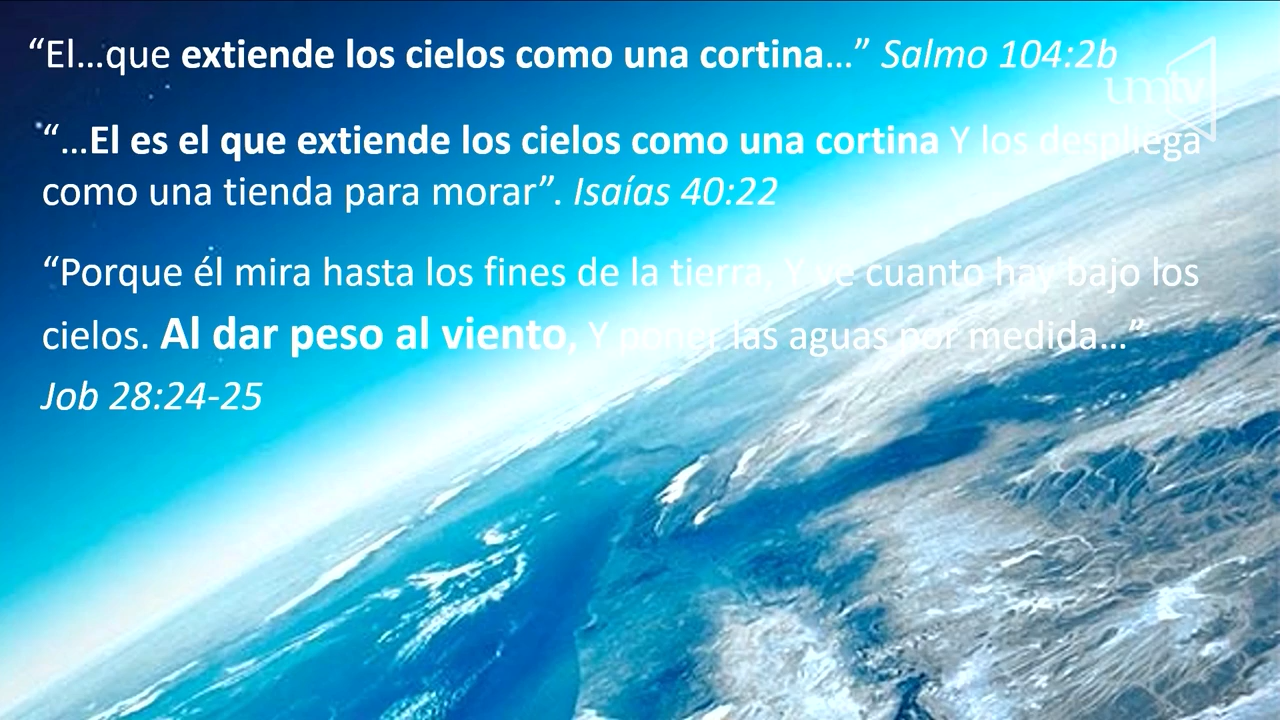 “El...que extiende los cielos como una cortina...” Salmo 104:2b
umtv
“...El es el que extiende los cielos como una cortina Y los despliega
como una tienda para morar”. Isaías 40:22
“Porque él mira hasta los fines de la tierra, Y ve cuanto hay bajo los
cielos. Al dar peso al viento, Y poner las aguas por medida...”
Job 28:24-25